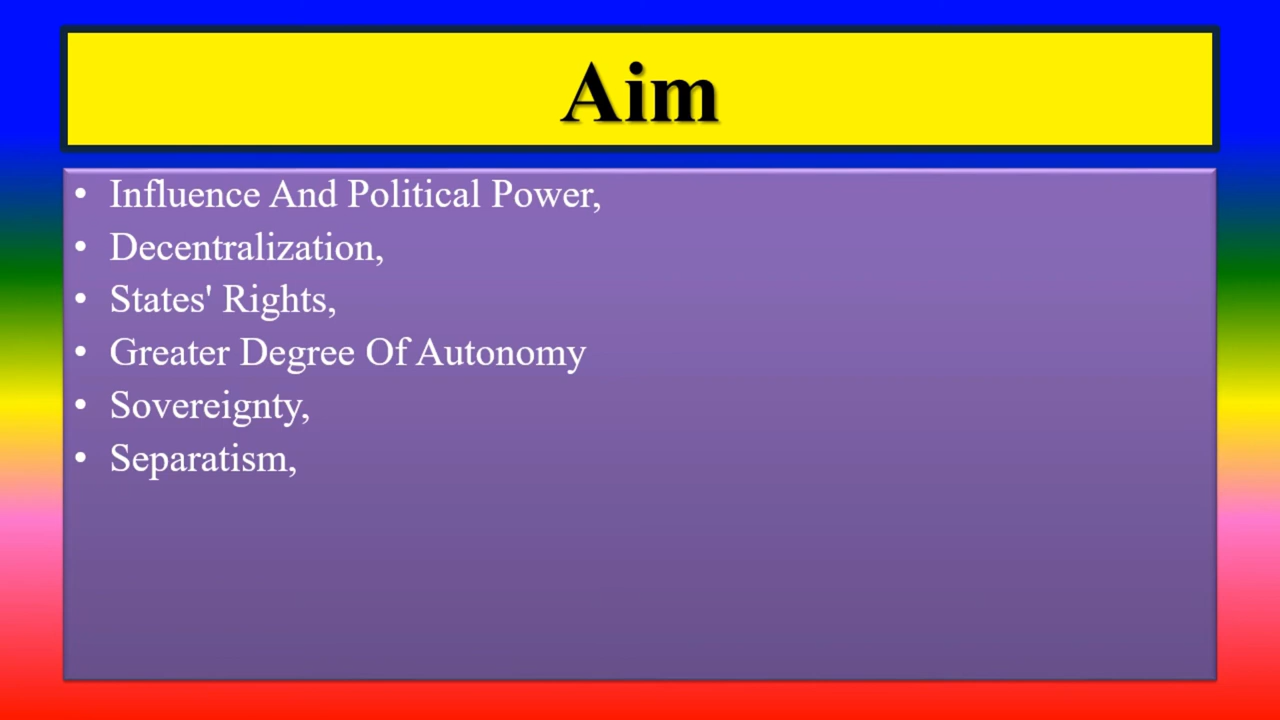 Aim
• Influence And Political Power,
• Decentralization,
• States' Rights,
• Greater Degree Of Autonomy
• Sovereignty,
• Separatism,